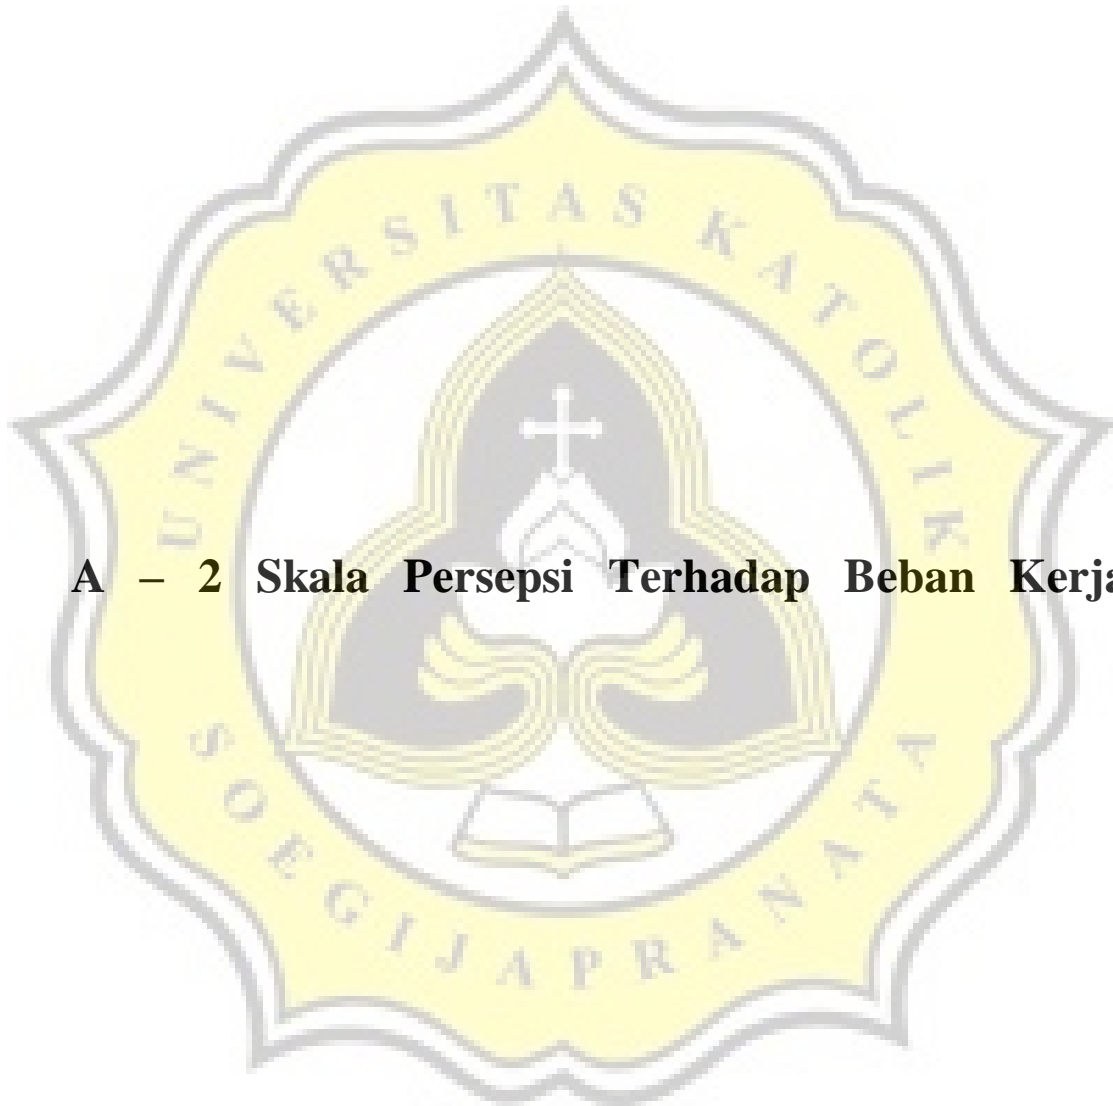 UNIVERSITAS KATOLIK
A – 2 Skala Persepsi Terhadap Beban Kerja
SOEGIJAPRANATA